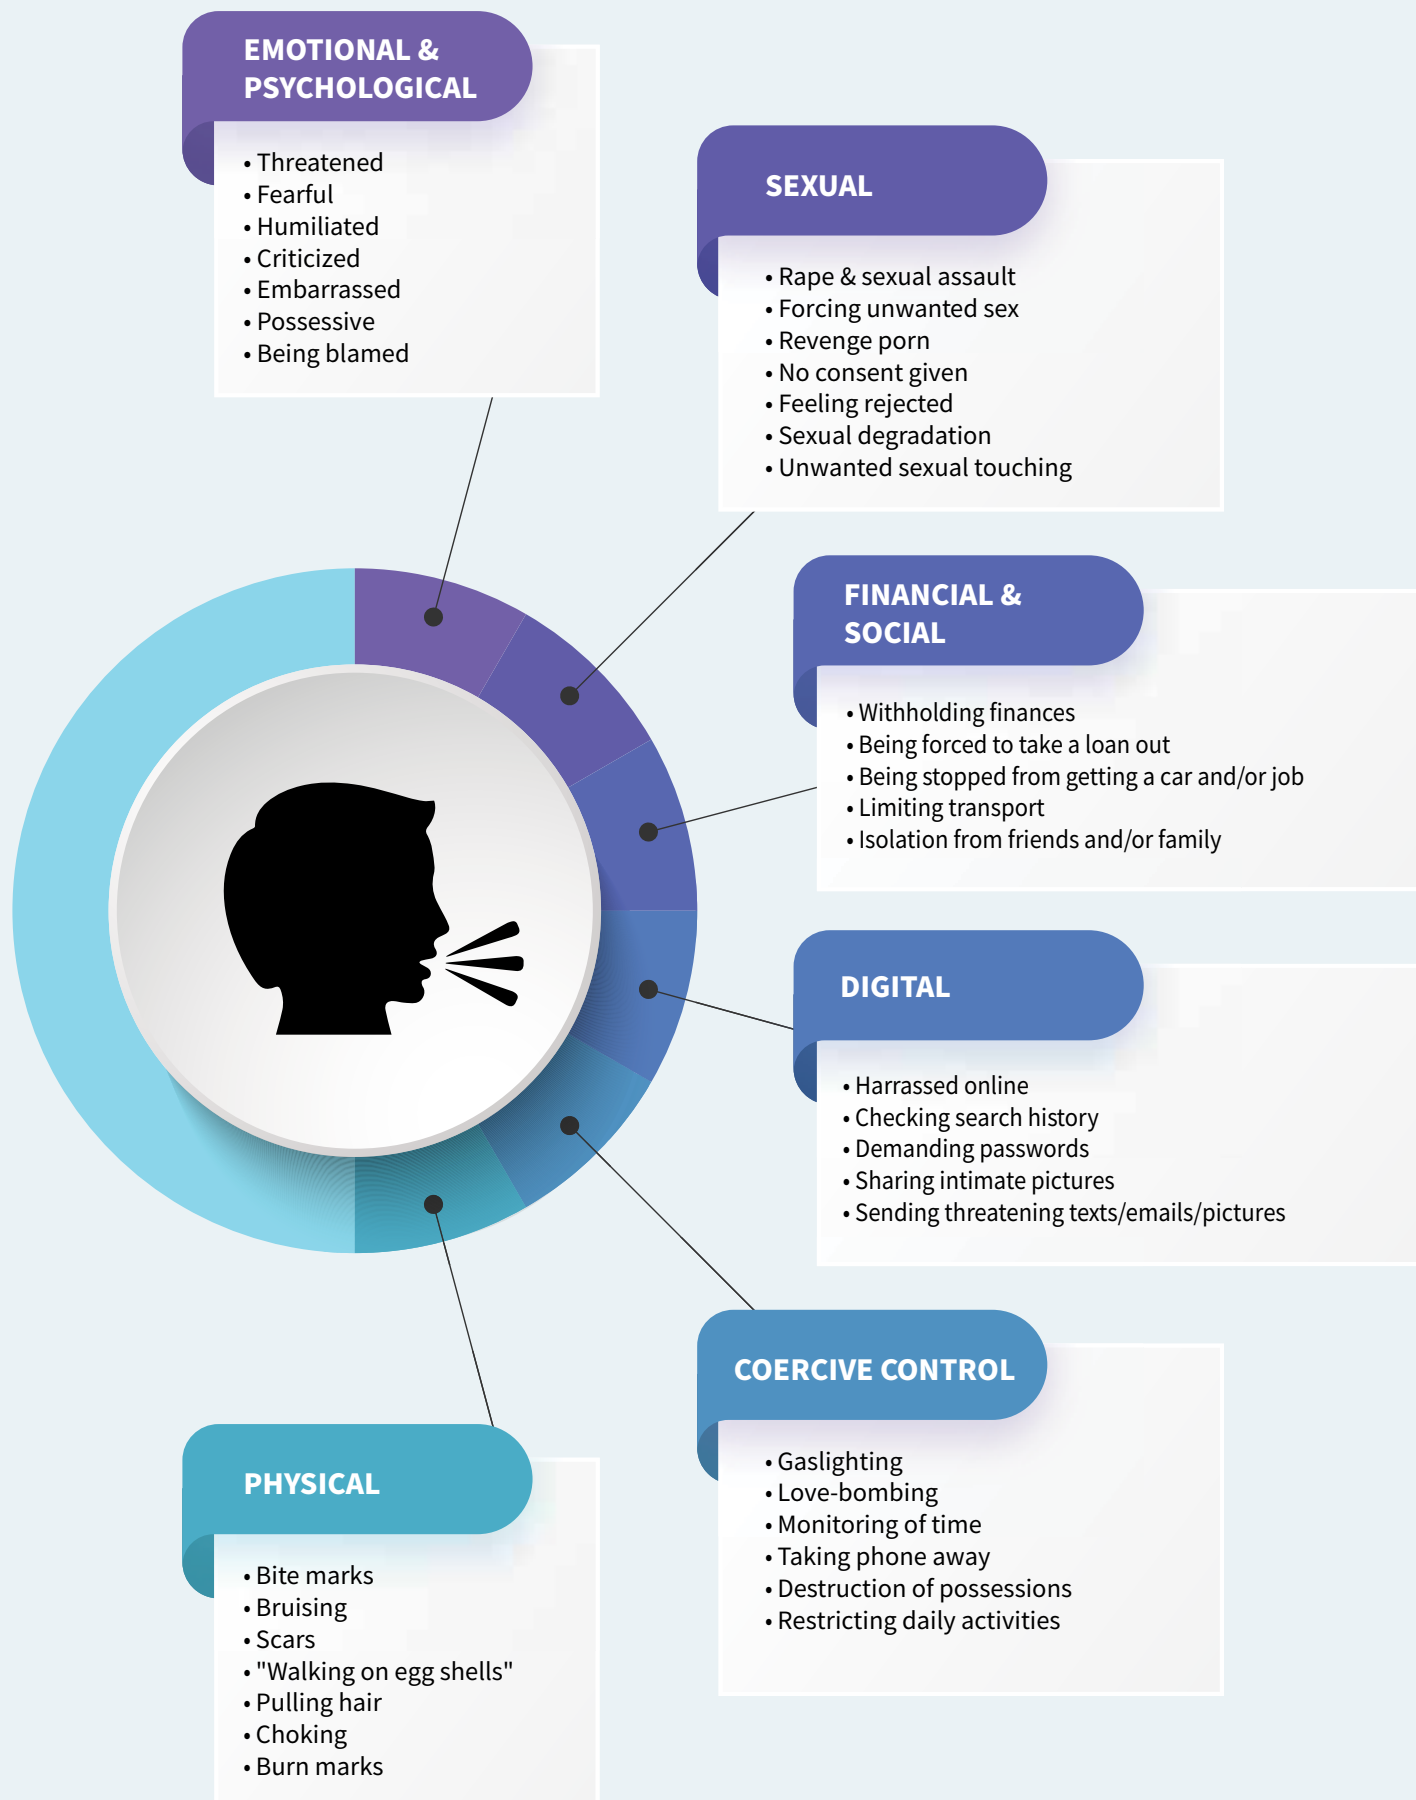 EMOTIONAL &
PSYCHOLOGICAL
• Threatened
• Fearful
• Humiliated
• Criticized
• Embarrassed
• Possessive
• Being blamed
SEXUAL
• Rape & sexual assault
• Forcing unwanted sex
• Revenge porn
• No consent given
• Feeling rejected
• Sexual degradation
• Unwanted sexual touching
FINANCIAL &
SOCIAL
• Withholding finances
• Being forced to take a loan out
• Being stopped from getting a car and/or job
• Limiting transport
• Isolation from friends and/or family
DIGITAL
• Harrassed online
• Checking search history
• Demanding passwords
• Sharing intimate pictures
• Sending threatening texts/emails/pictures
COERCIVE CONTROL
• Gaslighting
• Love-bombing
• Monitoring of time
• Taking phone away
• Destruction of possessions
• Restricting daily activities
PHYSICAL
• Bite marks
• Bruising
• Scars
• "Walking on egg shells"
• Pulling hair
• Choking
• Burn marks